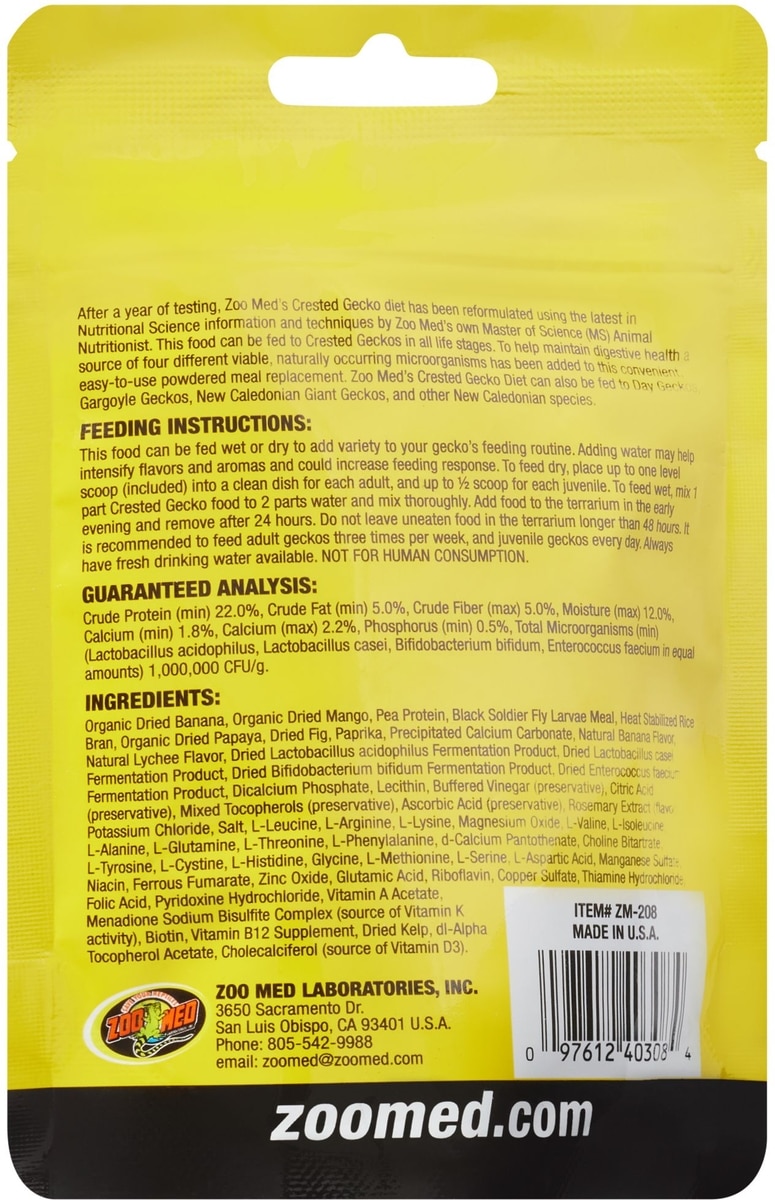 After a year of testing, Zoo Med's Crested Gecko diet has been reformulated using the latest in
Nutritional Science information and techniques by Zoo Med's own Master of Science (MS) Animal
Nutritionist. This food can be fed to Crested Geckos in all life stages. To help maintain digestive health a
source of four different viable, naturally occurring microorganisms has been added to this convenient,
easy-to-use powdered meal replacement. Zoo Med's Crested Gecko Diet can also be fed to Day Geckos,
Gargoyle Geckos, New Caledonian Giant Geckos, and other New Caledonian species.
FEEDING INSTRUCTIONS:
This food can be fed wet or dry to add variety to your gecko's feeding routine. Adding water may help
intensify flavors and aromas and could increase feeding response. To feed dry, place up to one level
scoop (included) into a clean dish for each adult, and up to ½ scoop for each juvenile. To feed wet, mix 1
part Crested Gecko food to 2 parts water and mix thoroughly. Add food to the terrarium in the early
evening and remove after 24 hours. Do not leave uneaten food in the terrarium longer than 48 hours. It
is recommended to feed adult geckos three times per week, and juvenile geckos every day. Always
have fresh drinking water available. NOT FOR HUMAN CONSUMPTION.
GUARANTEED ANALYSIS:
Crude Protein (min) 22.0%, Crude Fat (min) 5.0%, Crude Fiber (max) 5.0%, Moisture (max) 12.0%,
Calcium (min) 1.8%, Calcium (max) 2.2%, Phosphorus (min) 0.5%, Total Microorganisms (min)
(Lactobacillus acidophilus, Lactobacillus casei, Bifidobacterium bifidum, Enterococcus faecium in equal
amounts) 1,000,000 CFU/g.
INGREDIENTS:
Organic Dried Banana, Organic Dried Mango, Pea Protein, Black Soldier Fly Larvae Meal, Heat Stabilized Rice
Bran, Organic Dried Papaya, Dried Fig, Paprika, Precipitated Calcium Carbonate, Natural Banana Flavor,
Natural Lychee Flavor, Dried Lactobacillus acidophilus Fermentation Product, Dried Lactobacillus casei
Fermentation Product, Dried Bifidobacterium bifidum Fermentation Product, Dried Enterococcus faecium
Fermentation Product, Dicalcium Phosphate, Lecithin, Buffered Vinegar (preservative), Citric Acid
(preservative), Mixed Tocopherols (preservative), Ascorbic Acid (preservative), Rosemary Extract
Potassium Chloride, Salt, L-Leucine, L-Arginine, L-Lysine, Magnesium Oxide, L-Valine, L-Isoleucine
L-Alanine, L-Glutamine, L-Threonine, L-Phenylalanine, d-Calcium Pantothenate, Choline Bitartrate,
L-Tyrosine, L-Cystine, L-Histidine, Glycine, L-Methionine, L-Serine, L-Aspartic Acid, Manganese Sulfate,
Niacin, Ferrous Fumarate, Zinc Oxide, Glutamic Acid, Riboflavin, Copper Sulfate, Thiamine Hydrochloride
Folic Acid, Pyridoxine Hydrochloride, Vitamin A Acetate,
Menadione Sodium Bisulfite Complex (source of Vitamin K
activity), Biotin, Vitamin B12 Supplement, Dried Kelp, dl-Alpha
Tocopherol Acetate, Cholecalciferol (source of Vitamin D3).
ITEM# ZM-208
MADE IN U.S.A.
0 97612 40308 4
ZOO MED
ZOO MED LABORATORIES, INC.
3650 Sacramento Dr.
San Luis Obispo, CA 93401 U.S.A.
Phone: 805-542-9988
email: zoomed@zoomed.com
zoomed.com